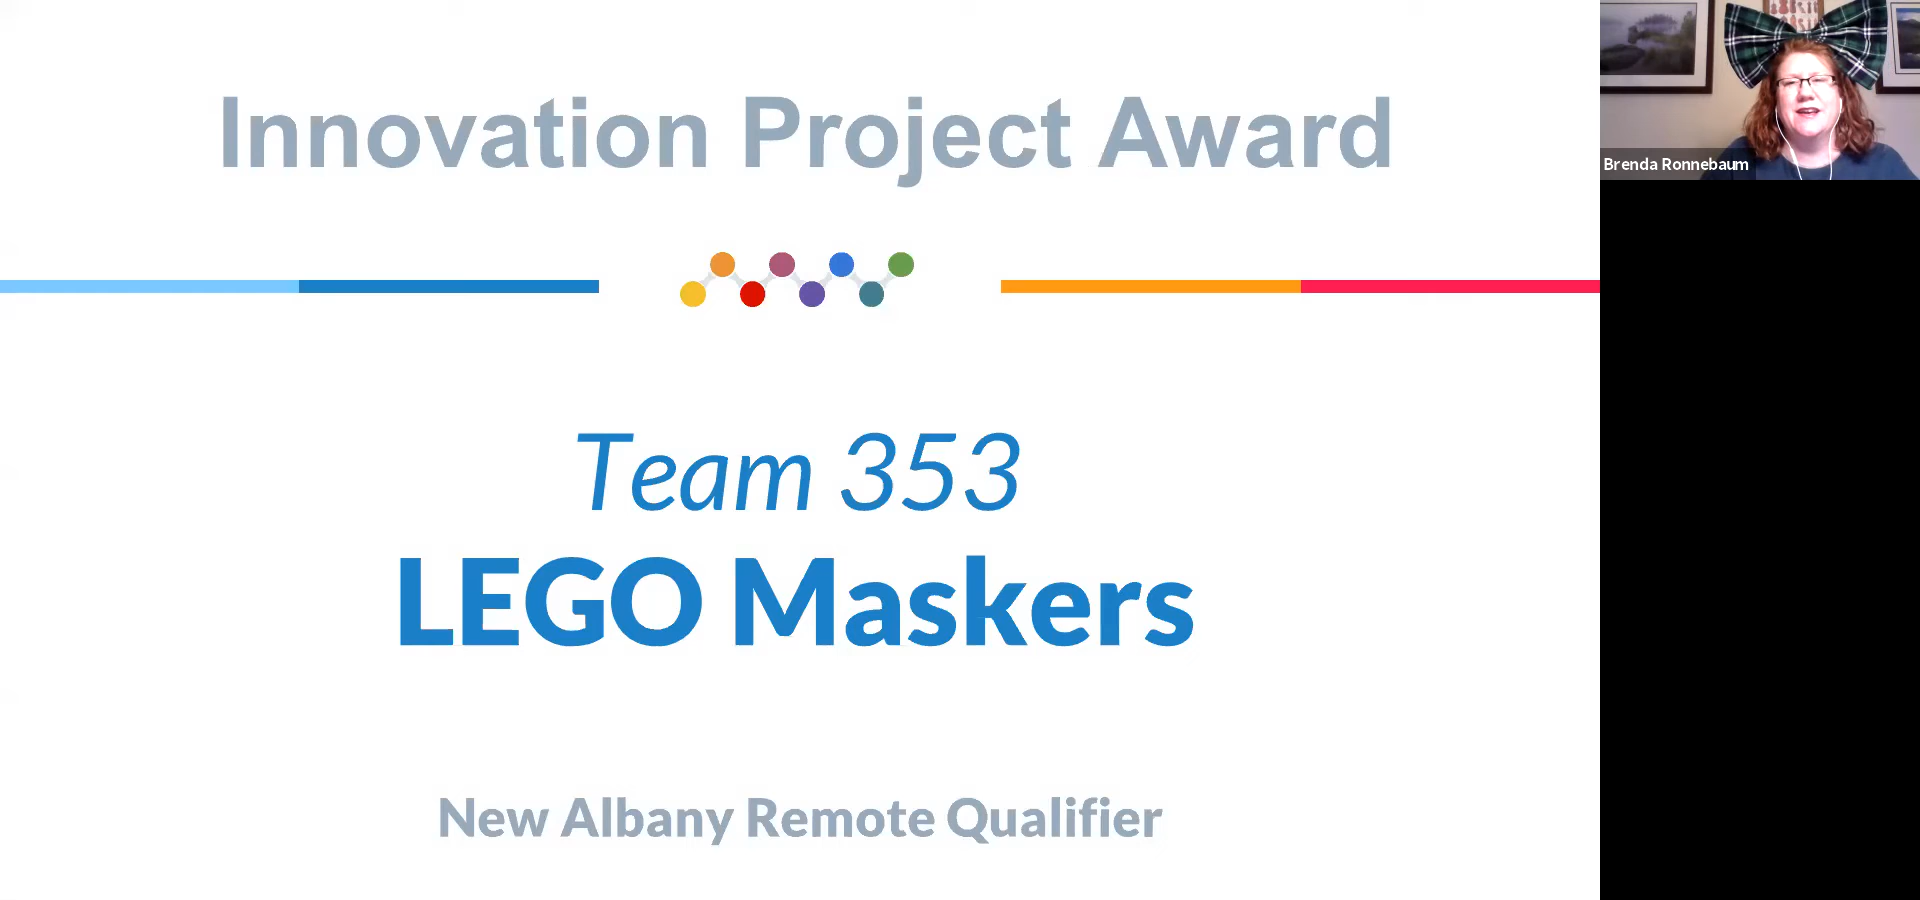 Innovation Project Award
Brenda Ronnebaum
Team 353
LEGO Maskers
New Albany Remote Qualifier